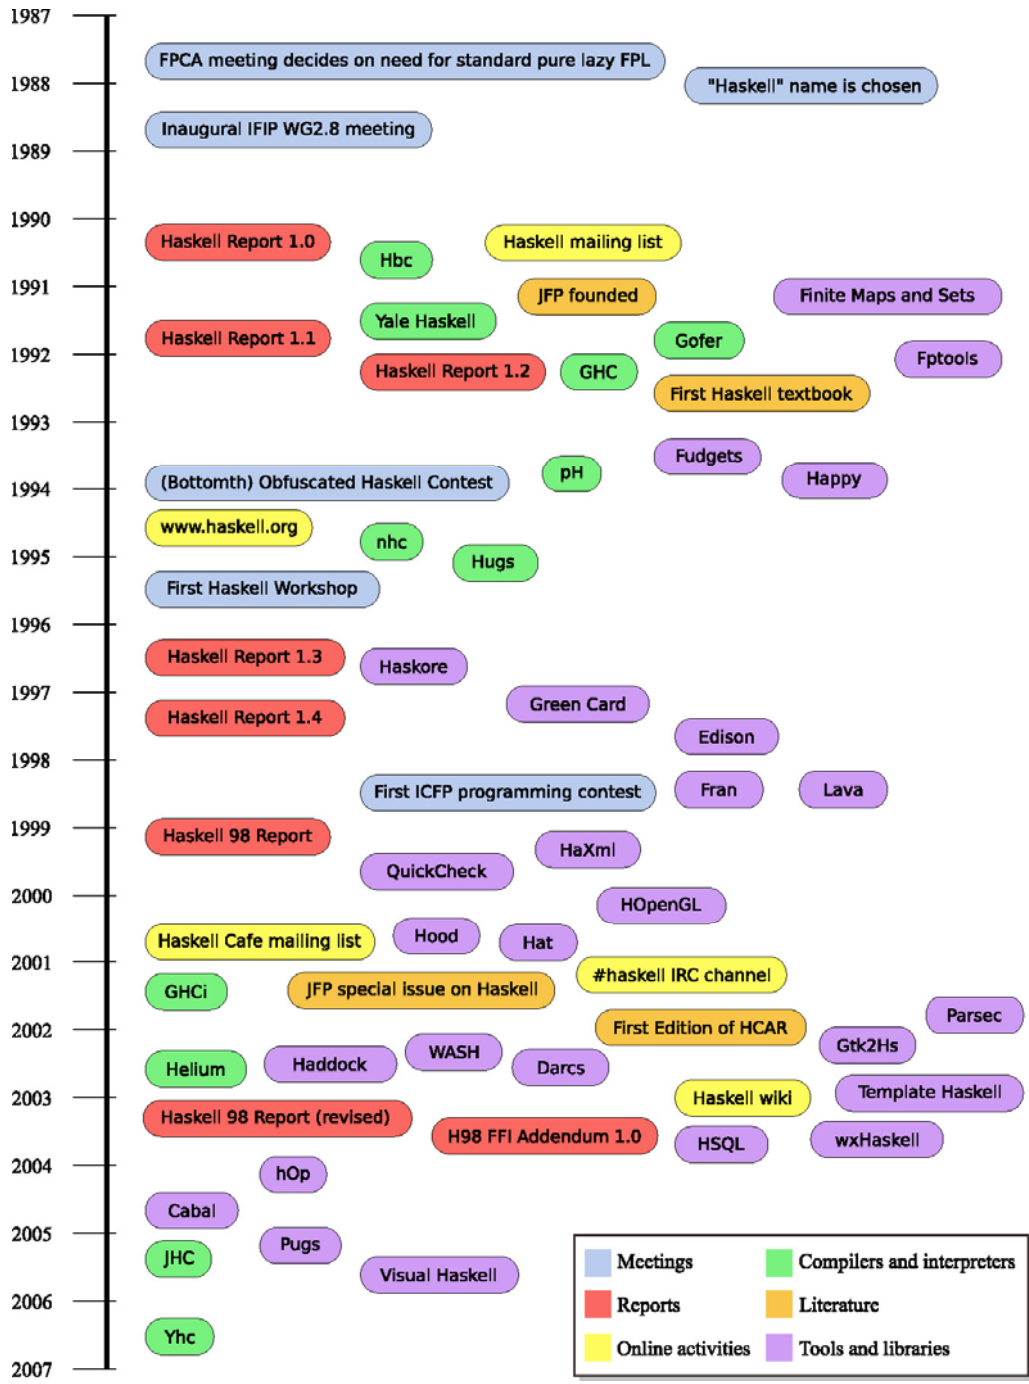 1987
FPCA meeting decides on need for standard pure lazy FPL
1988
"Haskell" name is chosen
Inaugural IFIP WG2.8 meeting
1989
1990
Haskell Report 1.0
Haskell mailing list
Hbc
1991
JFP founded
Finite Maps and Sets
Yale Haskell
Haskell Report 1.1
Gofer
1992
Fptools
Haskell Report 1.2
GHC
First Haskell textbook
1993
Fudgets
pH
Happy
(Bottomth) Obfuscated Haskell Contest
1994
www.haskell.org
nhc
1995
Hugs
First Haskell Workshop
1996
Haskell Report 1.3
Haskore
1997
Green Card
Haskell Report 1.4
Edison
1998
First ICFP programming contest
Fran
Lava
1999
Haskell 98 Report
HaXml
QuickCheck
2000
HOpenGL
Haskell Cafe mailing list
Hood
Hat
2001
#haskell IRC channel
GHCi
JFP special issue on Haskell
Parsec
2002
First Edition of HCAR
Gtk2Hs
WASH
Haddock
Darcs
Helium
2003
Haskell wiki
Template Haskell
Haskell 98 Report (revised)
H98 FFI Addendum 1.0
HSQL
wxHaskell
2004
hOp
Cabal
2005
Pugs
JHC
Visual Haskell
2006
Yhc
2007
Meetings
Compilers and interpreters
Reports
Literature
Online activities
Tools and libraries